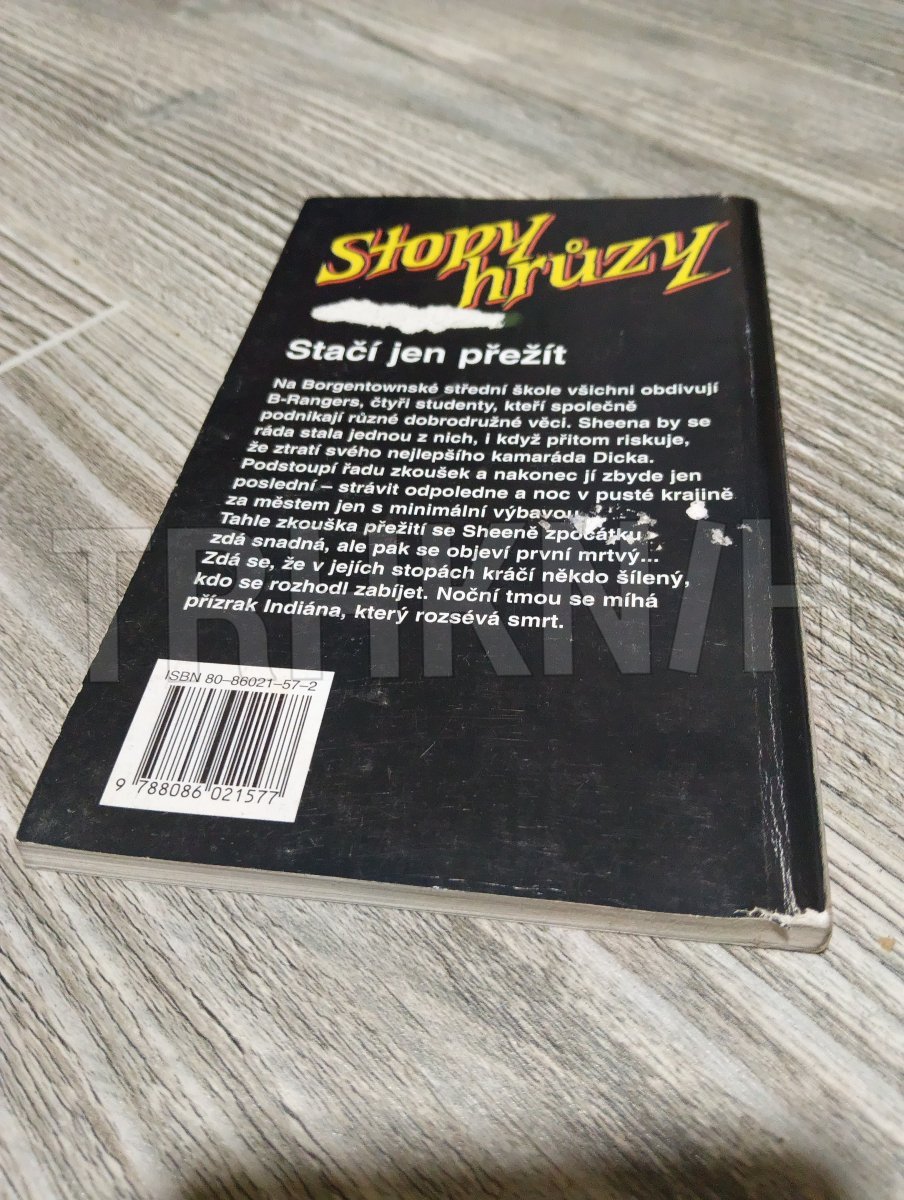 Stopy
hrůzy
Stačí jen přežít
Na Borgentownské střední škole všichni obdivují
B-Rangers, čtyři studenty, kteří společně
podnikají různé dobrodružné věci. Sheena by se
ráda stala jednou z nich, i když přitom riskuje,
že ztratí svého nejlepšího kamaráda Dicka.
Podstoupí řadu zkoušek a nakonec jí zbyde jen
poslední – strávit odpoledne a noc v pusté krajině
za městem jen s minimální výbavou
Tahle zkouška přežití se Sheeně zpočátku
zdá snadná, ale pak se objeví první mrtvý...
Zdá se, že v jejích stopách kráčí někdo šílený,
kdo se rozhodl zabíjet. Noční tmou se míhá
přízrak Indiána, který rozsévá smrt.
ISBN 80–86021–57–2
9 788086 021577